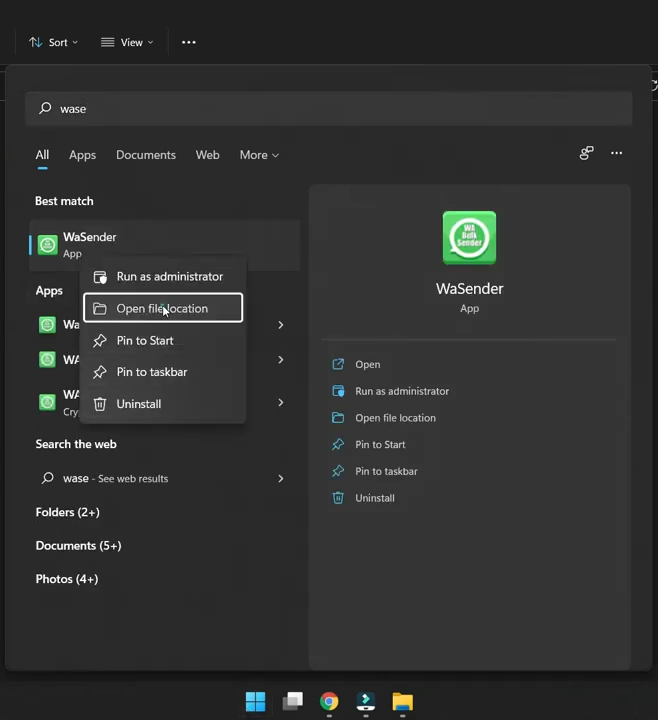 Sort View
wase
All Apps Documents Web More
Best match
WaSender
App
Run as administrator
Open file location
Pin to Start
Pin to taskbar
Uninstall
Apps
Wa
WA
WA
Cry
Search the web
wase - See web results
Folders (2+)
Documents (5+)
Photos (4+)
WA
Bulk
Sender
WaSender
App
Open
Run as administrator
Open file location
Pin to Start
Pin to taskbar
Uninstall